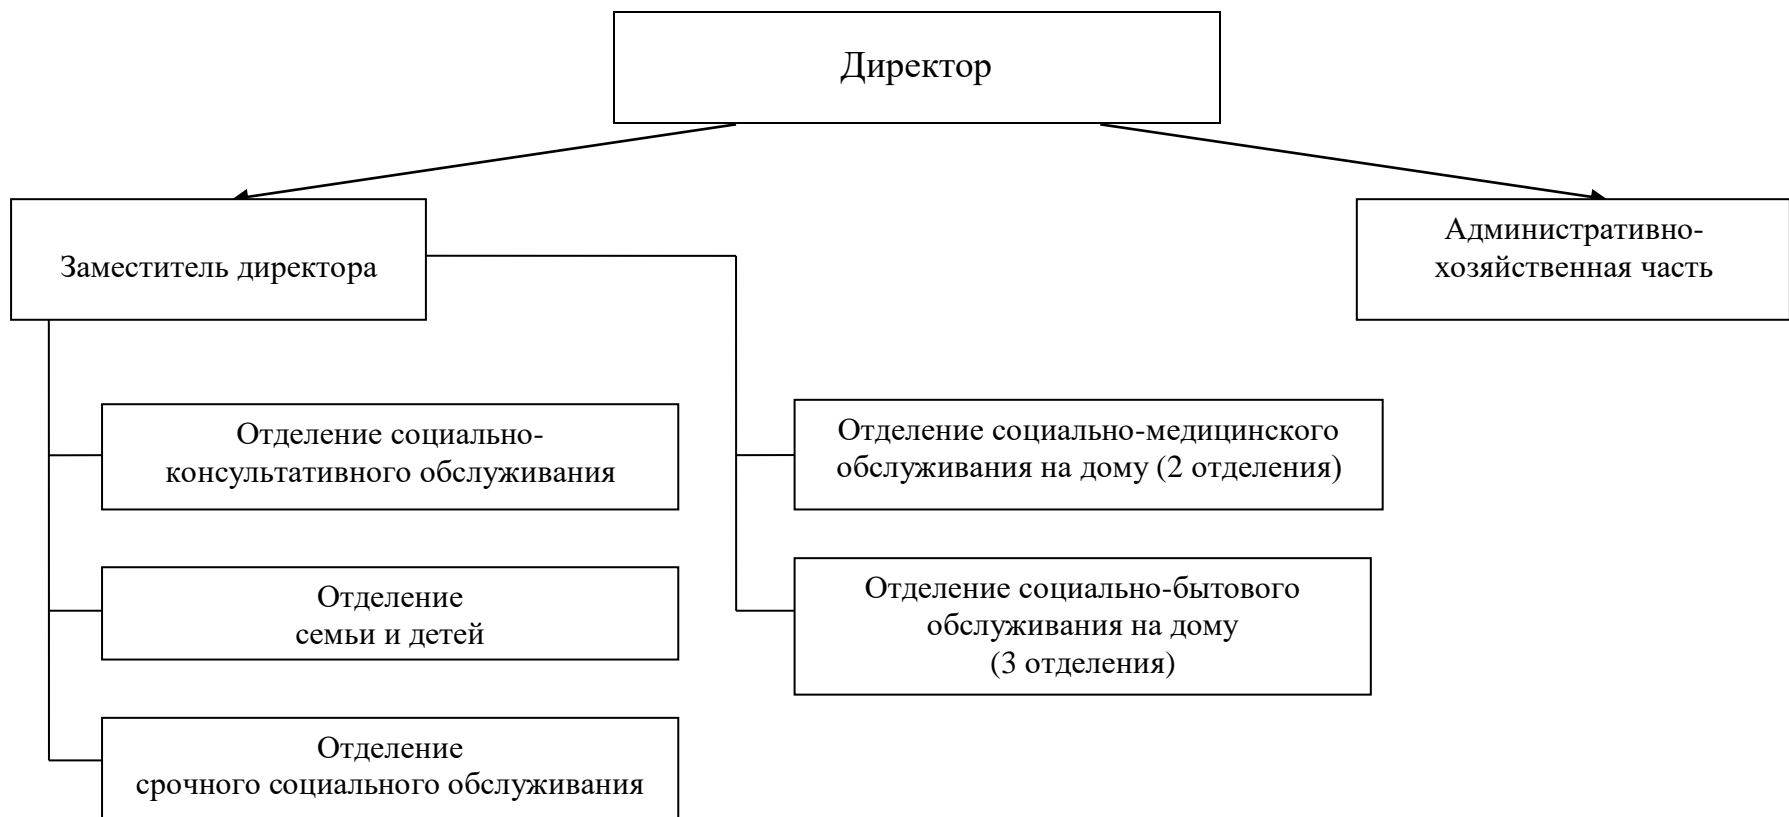 Директор
Заместитель директора
Административно-
хозяйственная часть
Отделение социально-
консультативного обслуживания
Отделение социально-медицинского
обслуживания на дому (2 отделения)
Отделение
семьи и детей
Отделение социально-бытового
обслуживания на дому
(3 отделения)
Отделение
срочного социального обслуживания